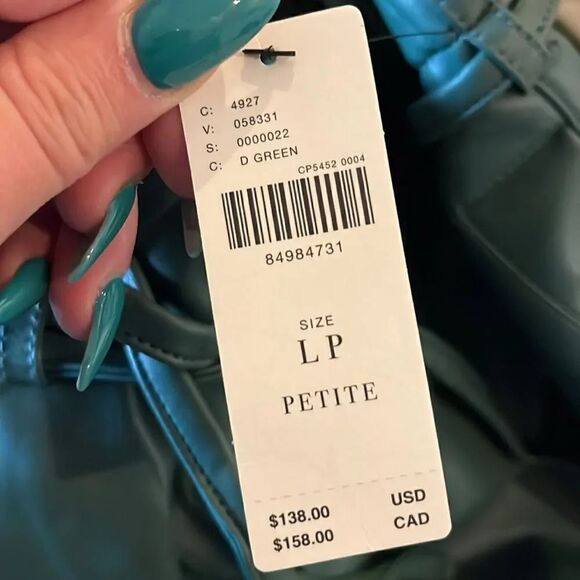 C: 4927
V: 058331
S: 0000022
C: D GREEN
CP5452 0004
84984731
SIZE
LP
PETITE
$138.00 USD
$158.00 CAD